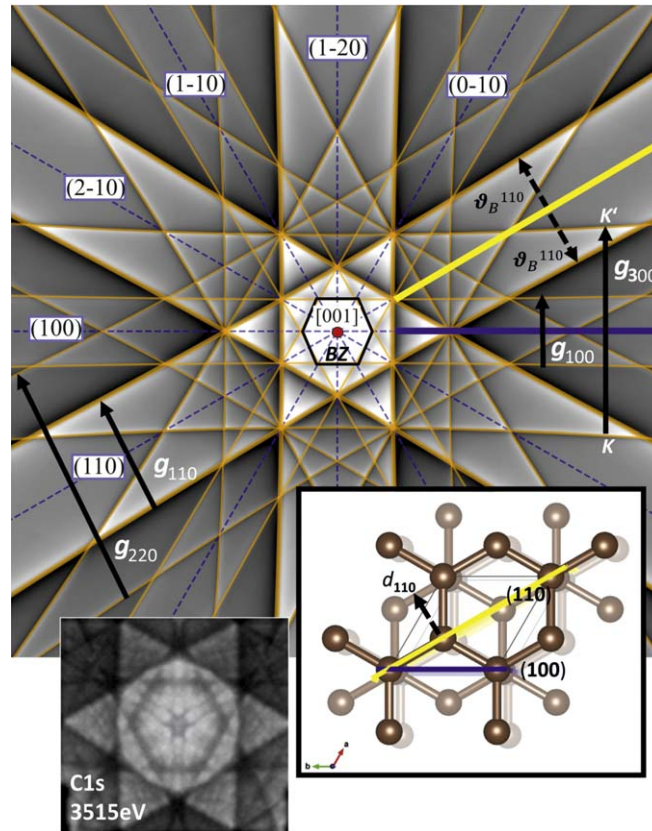 (1-20)
(1-10)
(0-10)
(2-10)
ϑB110
K'
ϑB110
g300
[001]
(100)
BZ
g100
(110)
g110
K
g220
d110
(110)
(100)
C1s
3515eV
a
b